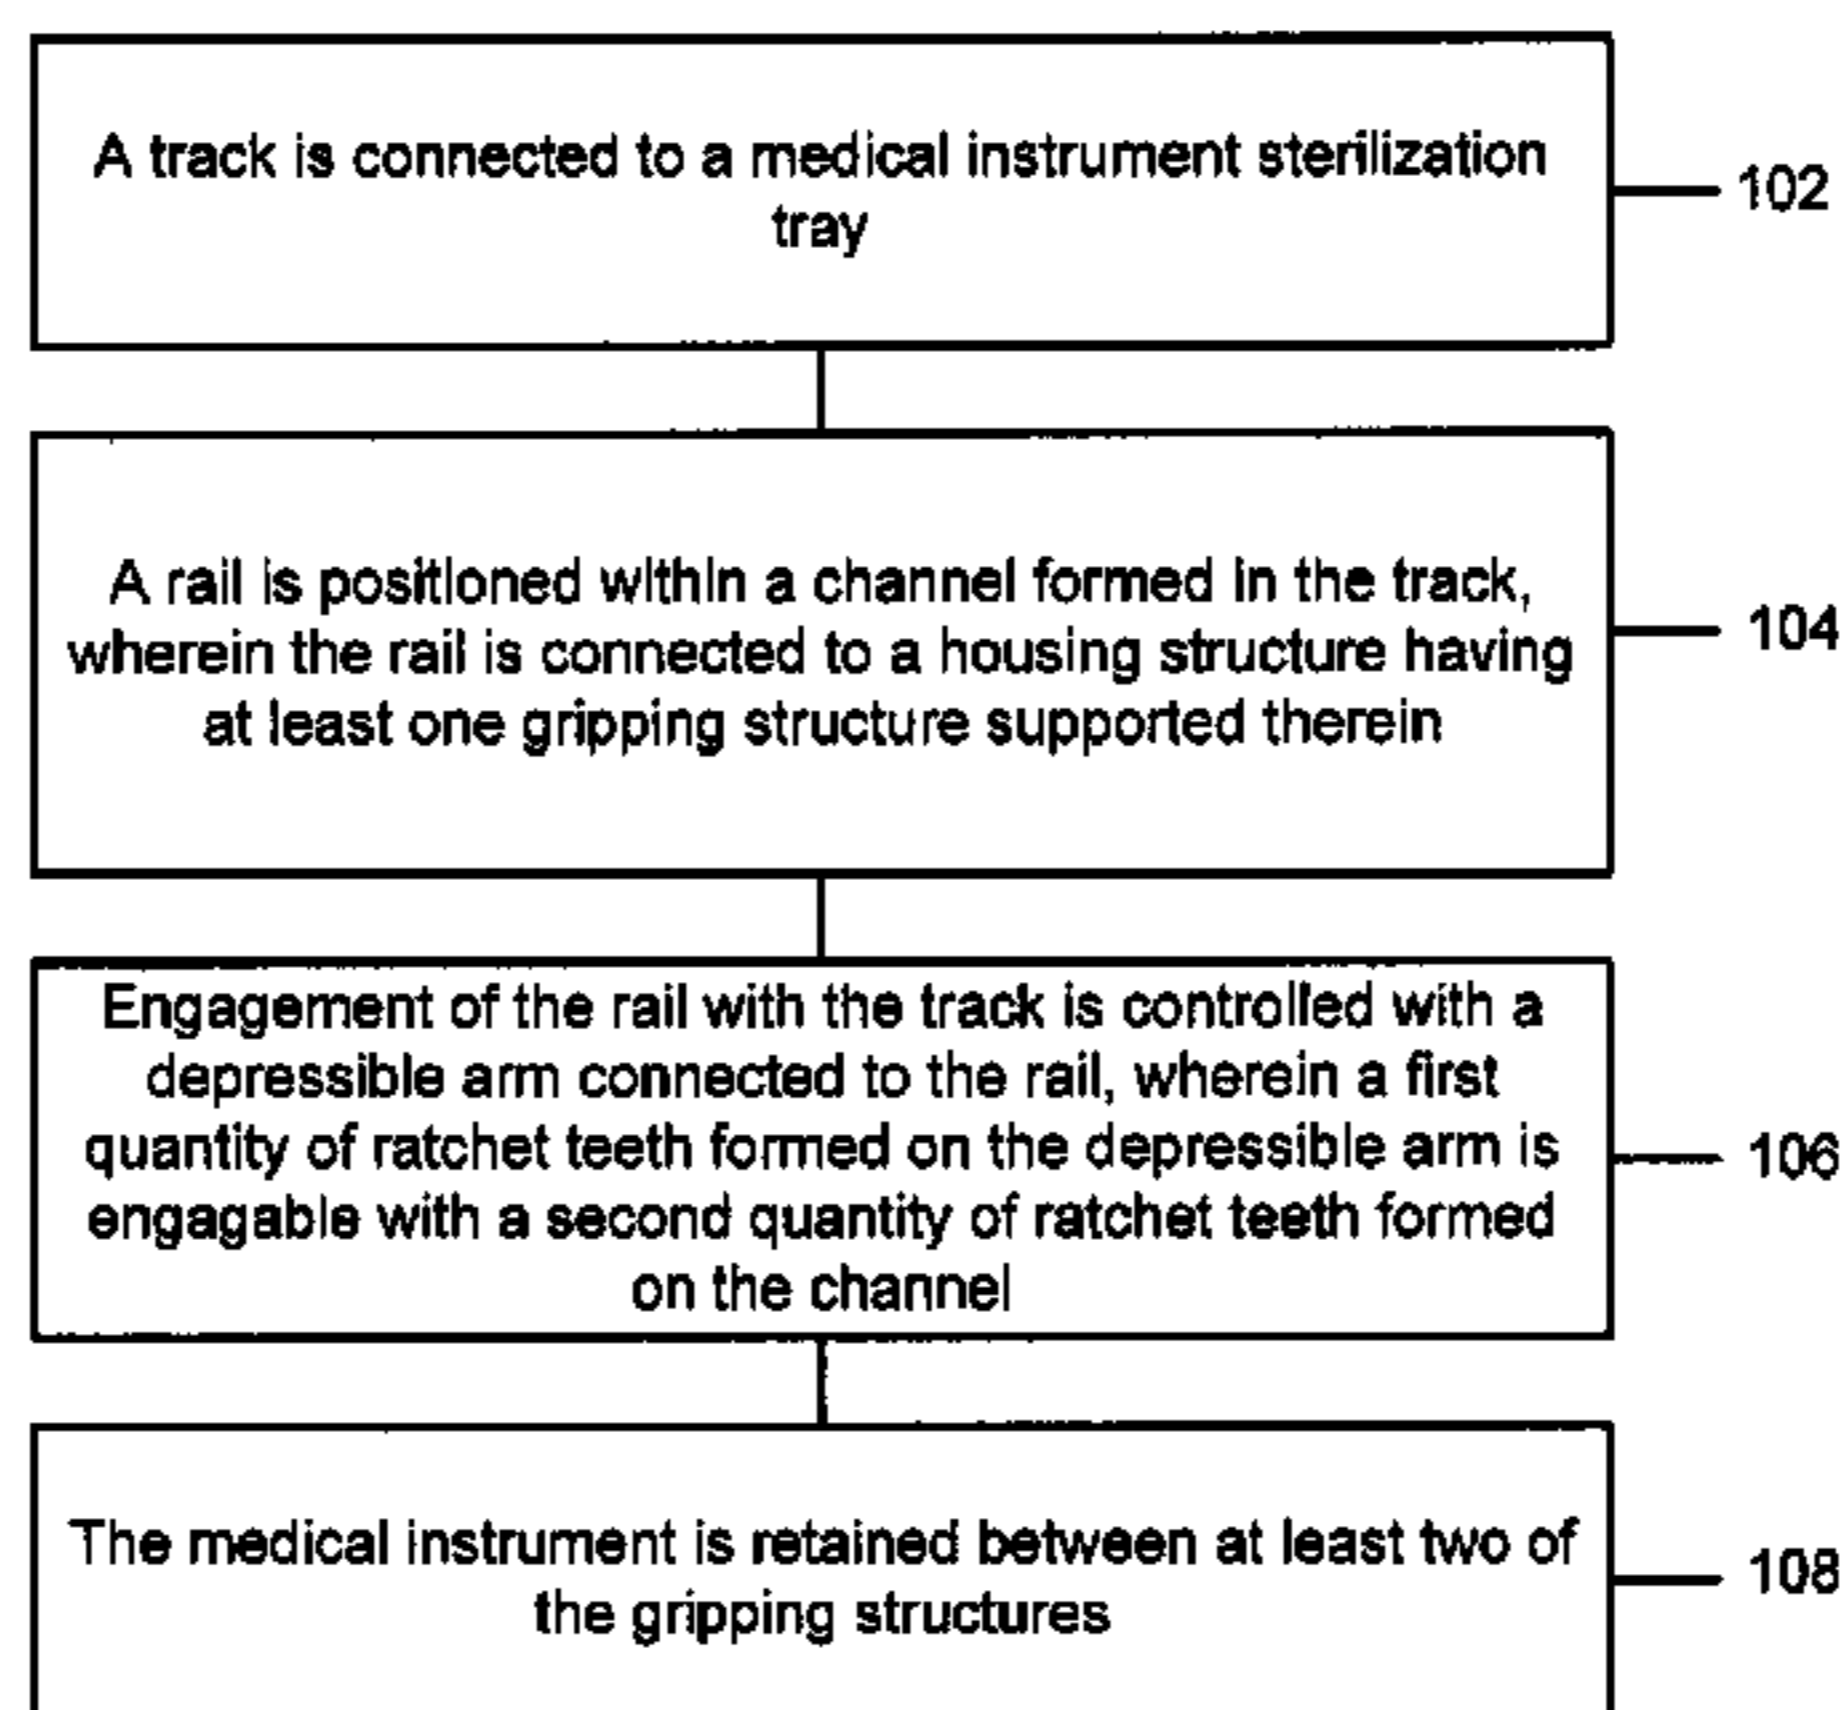 A track is connected to a medical instrument sterilization
tray
102
A rail is positioned within a channel formed in the track,
wherein the rail is connected to a housing structure having
at least one gripping structure supported therein
104
Engagement of the rail with the track is controlled with a
depressible arm connected to the rail, wherein a first
quantity of ratchet teeth formed on the depressible arm is
engagable with a second quantity of ratchet teeth formed
on the channel
106
The medical instrument is retained between at least two of
the gripping structures
108